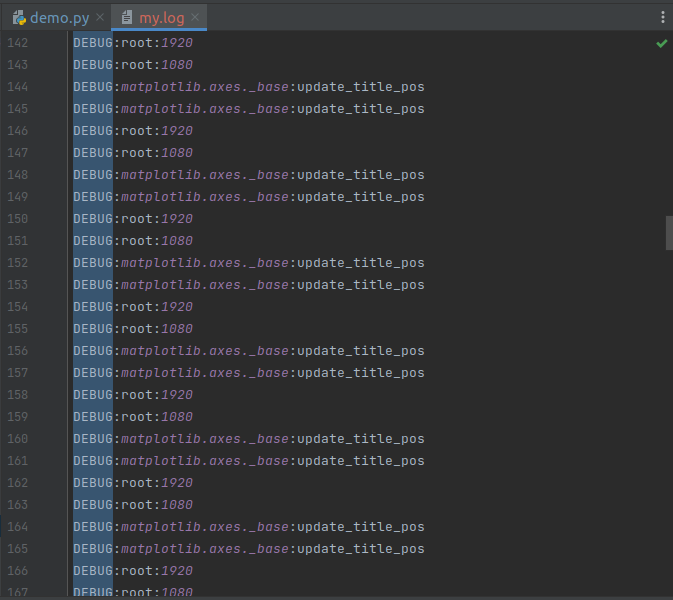 demo.py my.log
142 DEBUG:root:1920
143 DEBUG:root:1080
144 DEBUG:matplotlib.axes._base:update_title_pos
145 DEBUG:matplotlib.axes._base:update_title_pos
146 DEBUG:root:1920
147 DEBUG:root:1080
148 DEBUG:matplotlib.axes._base:update_title_pos
149 DEBUG:matplotlib.axes._base:update_title_pos
150 DEBUG:root:1920
151 DEBUG:root:1080
152 DEBUG:matplotlib.axes._base:update_title_pos
153 DEBUG:matplotlib.axes._base:update_title_pos
154 DEBUG:root:1920
155 DEBUG:root:1080
156 DEBUG:matplotlib.axes._base:update_title_pos
157 DEBUG:matplotlib.axes._base:update_title_pos
158 DEBUG:root:1920
159 DEBUG:root:1080
160 DEBUG:matplotlib.axes._base:update_title_pos
161 DEBUG:matplotlib.axes._base:update_title_pos
162 DEBUG:root:1920
163 DEBUG:root:1080
164 DEBUG:matplotlib.axes._base:update_title_pos
165 DEBUG:matplotlib.axes._base:update_title_pos
166 DEBUG:root:1920
167 DEBUG:root:1080